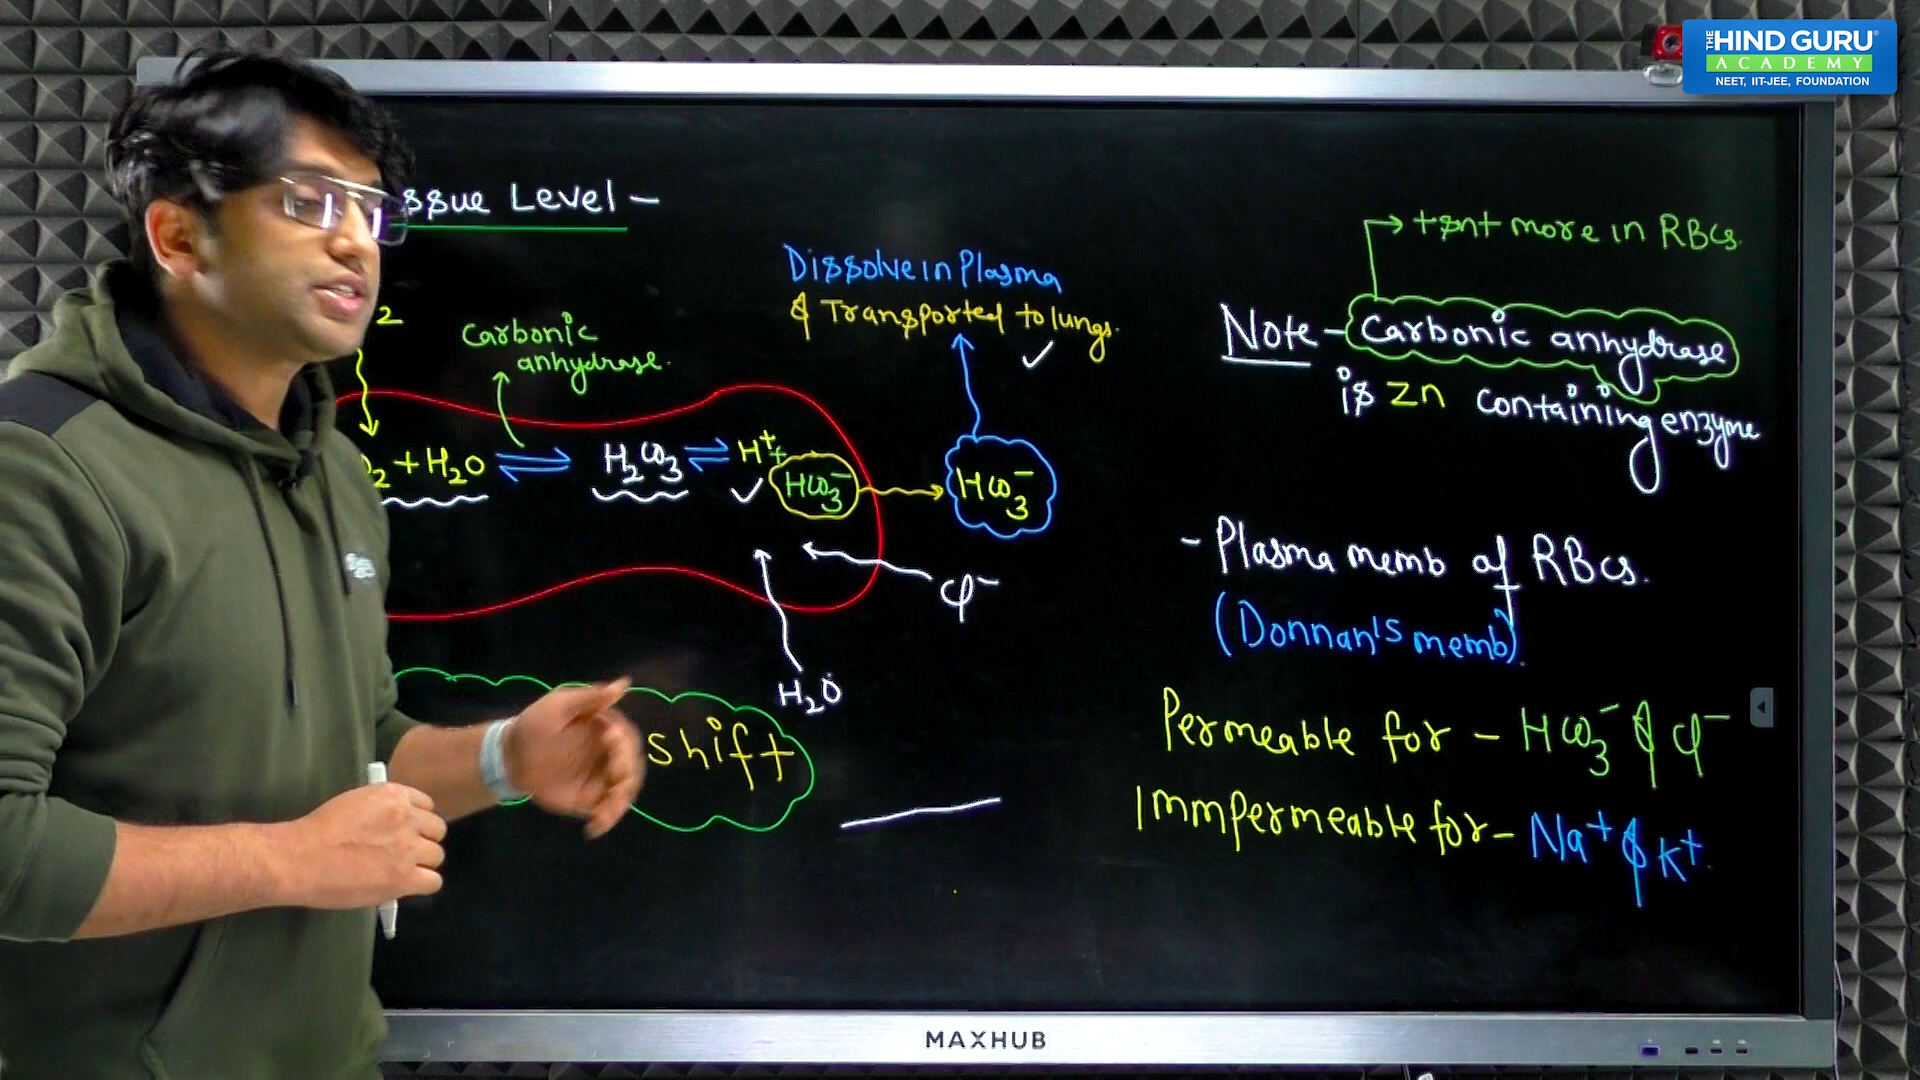 THE HIND GURU®
ACADEMY
NEET, IIT-JEE, FOUNDATION
ssue Level -
2
Carbonic
anhydrase.
Dissolve in Plasma
& Transported to lungs.
2 + H2O ⇌ H2CO3 ⇌ H+ + HCO3- → HCO3-
Cl-
H2O
shift
more in RBCs.
Note - Carbonic anhydrase
is Zn containing enzyme
- Plasma memb of RBCs.
(Donnan's memb).
Permeable for - HCO3- & Cl-
Immpermeable for - Na+ & K+.
MAXHUB